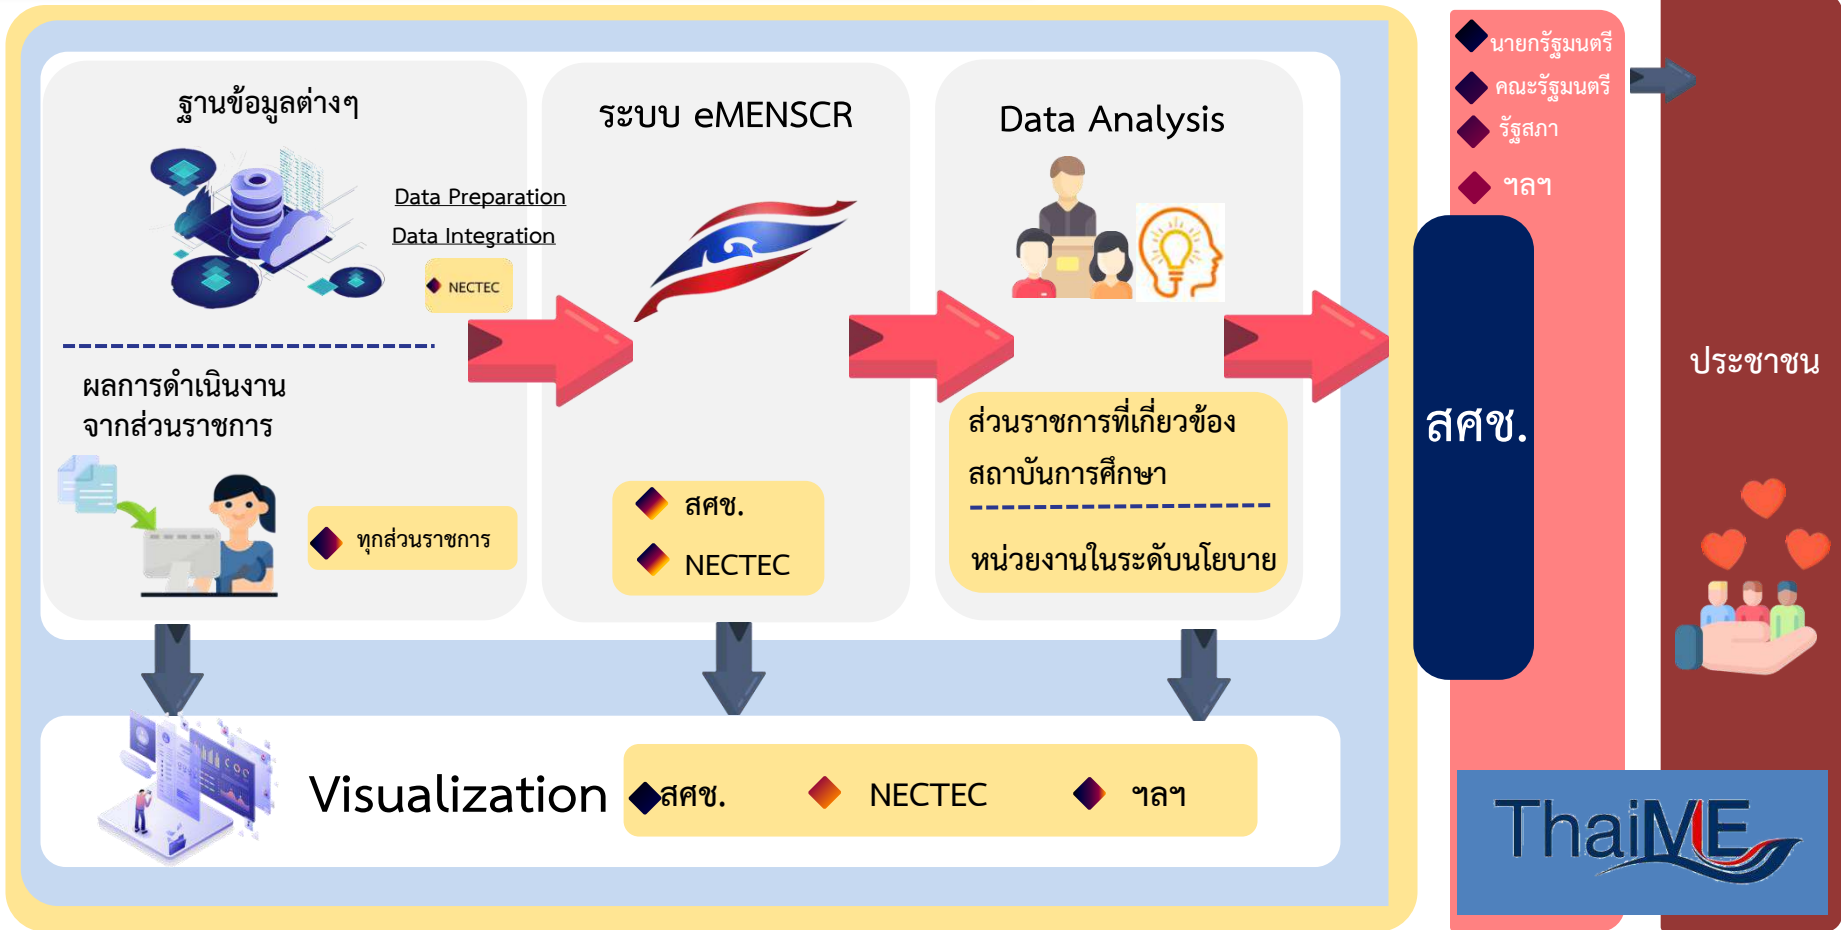 ฐานข้อมูลต่างๆ
Data Preparation
Data Integration
NECTEC
ผลการดำเนินงาน
จากส่วนราชการ
ทุกส่วนราชการ
ระบบ eMENSCR
สศช.
NECTEC
Data Analysis
ส่วนราชการที่เกี่ยวข้อง
สถาบันการศึกษา
หน่วยงานในระดับนโยบาย
Visualization
สศช.
NECTEC
ฯลฯ
สศช.
นายกรัฐมนตรี
คณะรัฐมนตรี
รัฐสภา
ฯลฯ
ประชาชน
ThaiME